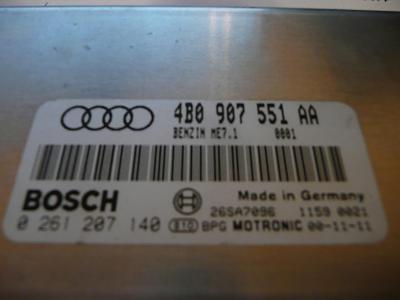 4B0 907 551 AA
BENZIN ME7.1 0001
BOSCH
Made in Germany
26SA7096 1159 0021
0 261 207 140 BPG MOTRONIC 00-11-11